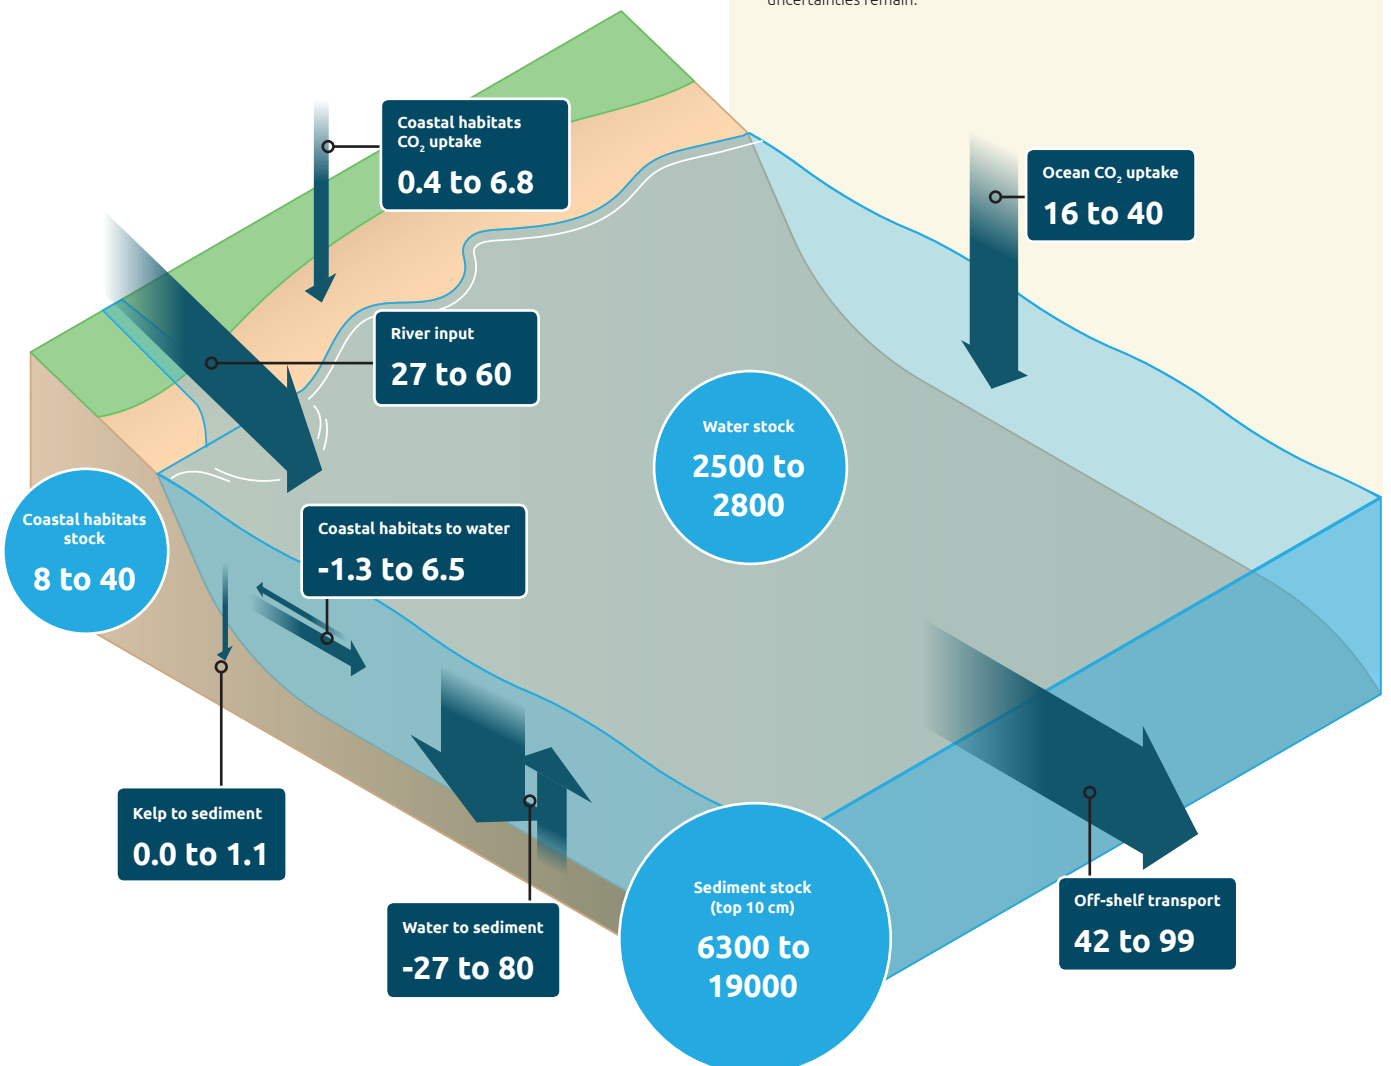 uncertainties remain.
Coastal habitats
CO₂ uptake
0.4 to 6.8
Ocean CO₂ uptake
16 to 40
River input
27 to 60
Water stock
2500 to
2800
Coastal habitats
stock
8 to 40
Coastal habitats to water
-1.3 to 6.5
Kelp to sediment
0.0 to 1.1
Water to sediment
-27 to 80
Sediment stock
(top 10 cm)
6300 to
19000
Off-shelf transport
42 to 99